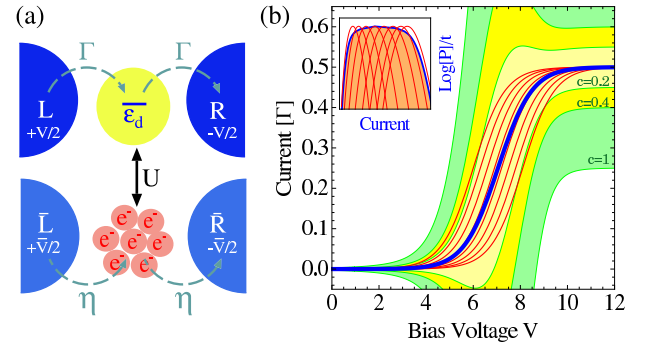 (a)
Γ Γ
L
+V/2
ε_d
R
-V/2
U
L̄
+V̄/2
e⁻ e⁻
e⁻ e⁻ e⁻
e⁻ e⁻
R̄
-V̄/2
η η
(b)
0.6
0.5
0.4
0.3
0.2
0.1
0.0
Current [Γ]
Log[P]/t
Current
c=0.2
c=0.4
c=1
0 2 4 6 8 10 12
Bias Voltage V